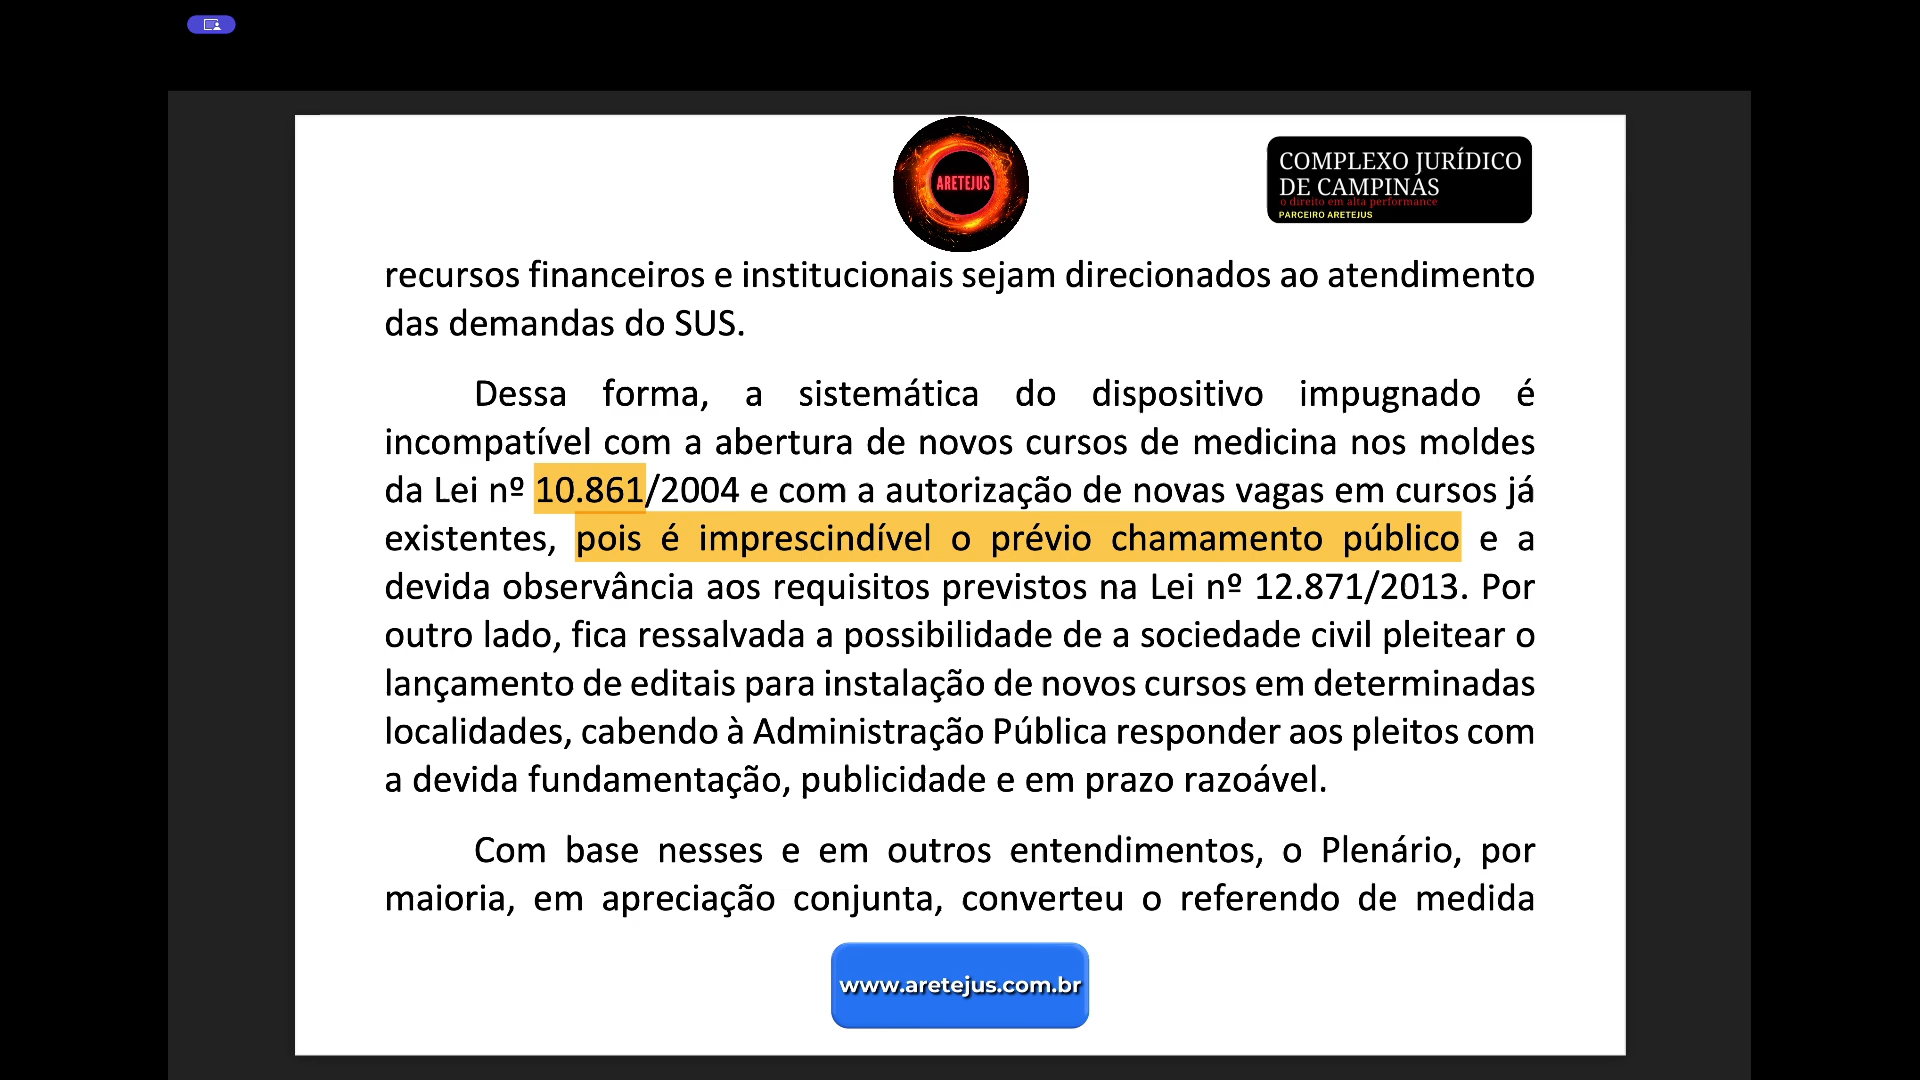 ARETEJUS
COMPLEXO JURÍDICO
DE CAMPINAS
o direito em alta performance
PARCEIRO ARETEJUS
recursos financeiros e institucionais sejam direcionados ao atendimento
das demandas do SUS.
Dessa forma, a sistemática do dispositivo impugnado é
incompatível com a abertura de novos cursos de medicina nos moldes
da Lei nº 10.861/2004 e com a autorização de novas vagas em cursos já
existentes, pois é imprescindível o prévio chamamento público e a
devida observância aos requisitos previstos na Lei nº 12.871/2013. Por
outro lado, fica ressalvada a possibilidade de a sociedade civil pleitear o
lançamento de editais para instalação de novos cursos em determinadas
localidades, cabendo à Administração Pública responder aos pleitos com
a devida fundamentação, publicidade e em prazo razoável.
Com base nesses e em outros entendimentos, o Plenário, por
maioria, em apreciação conjunta, converteu o referendo de medida
www.aretejus.com.br